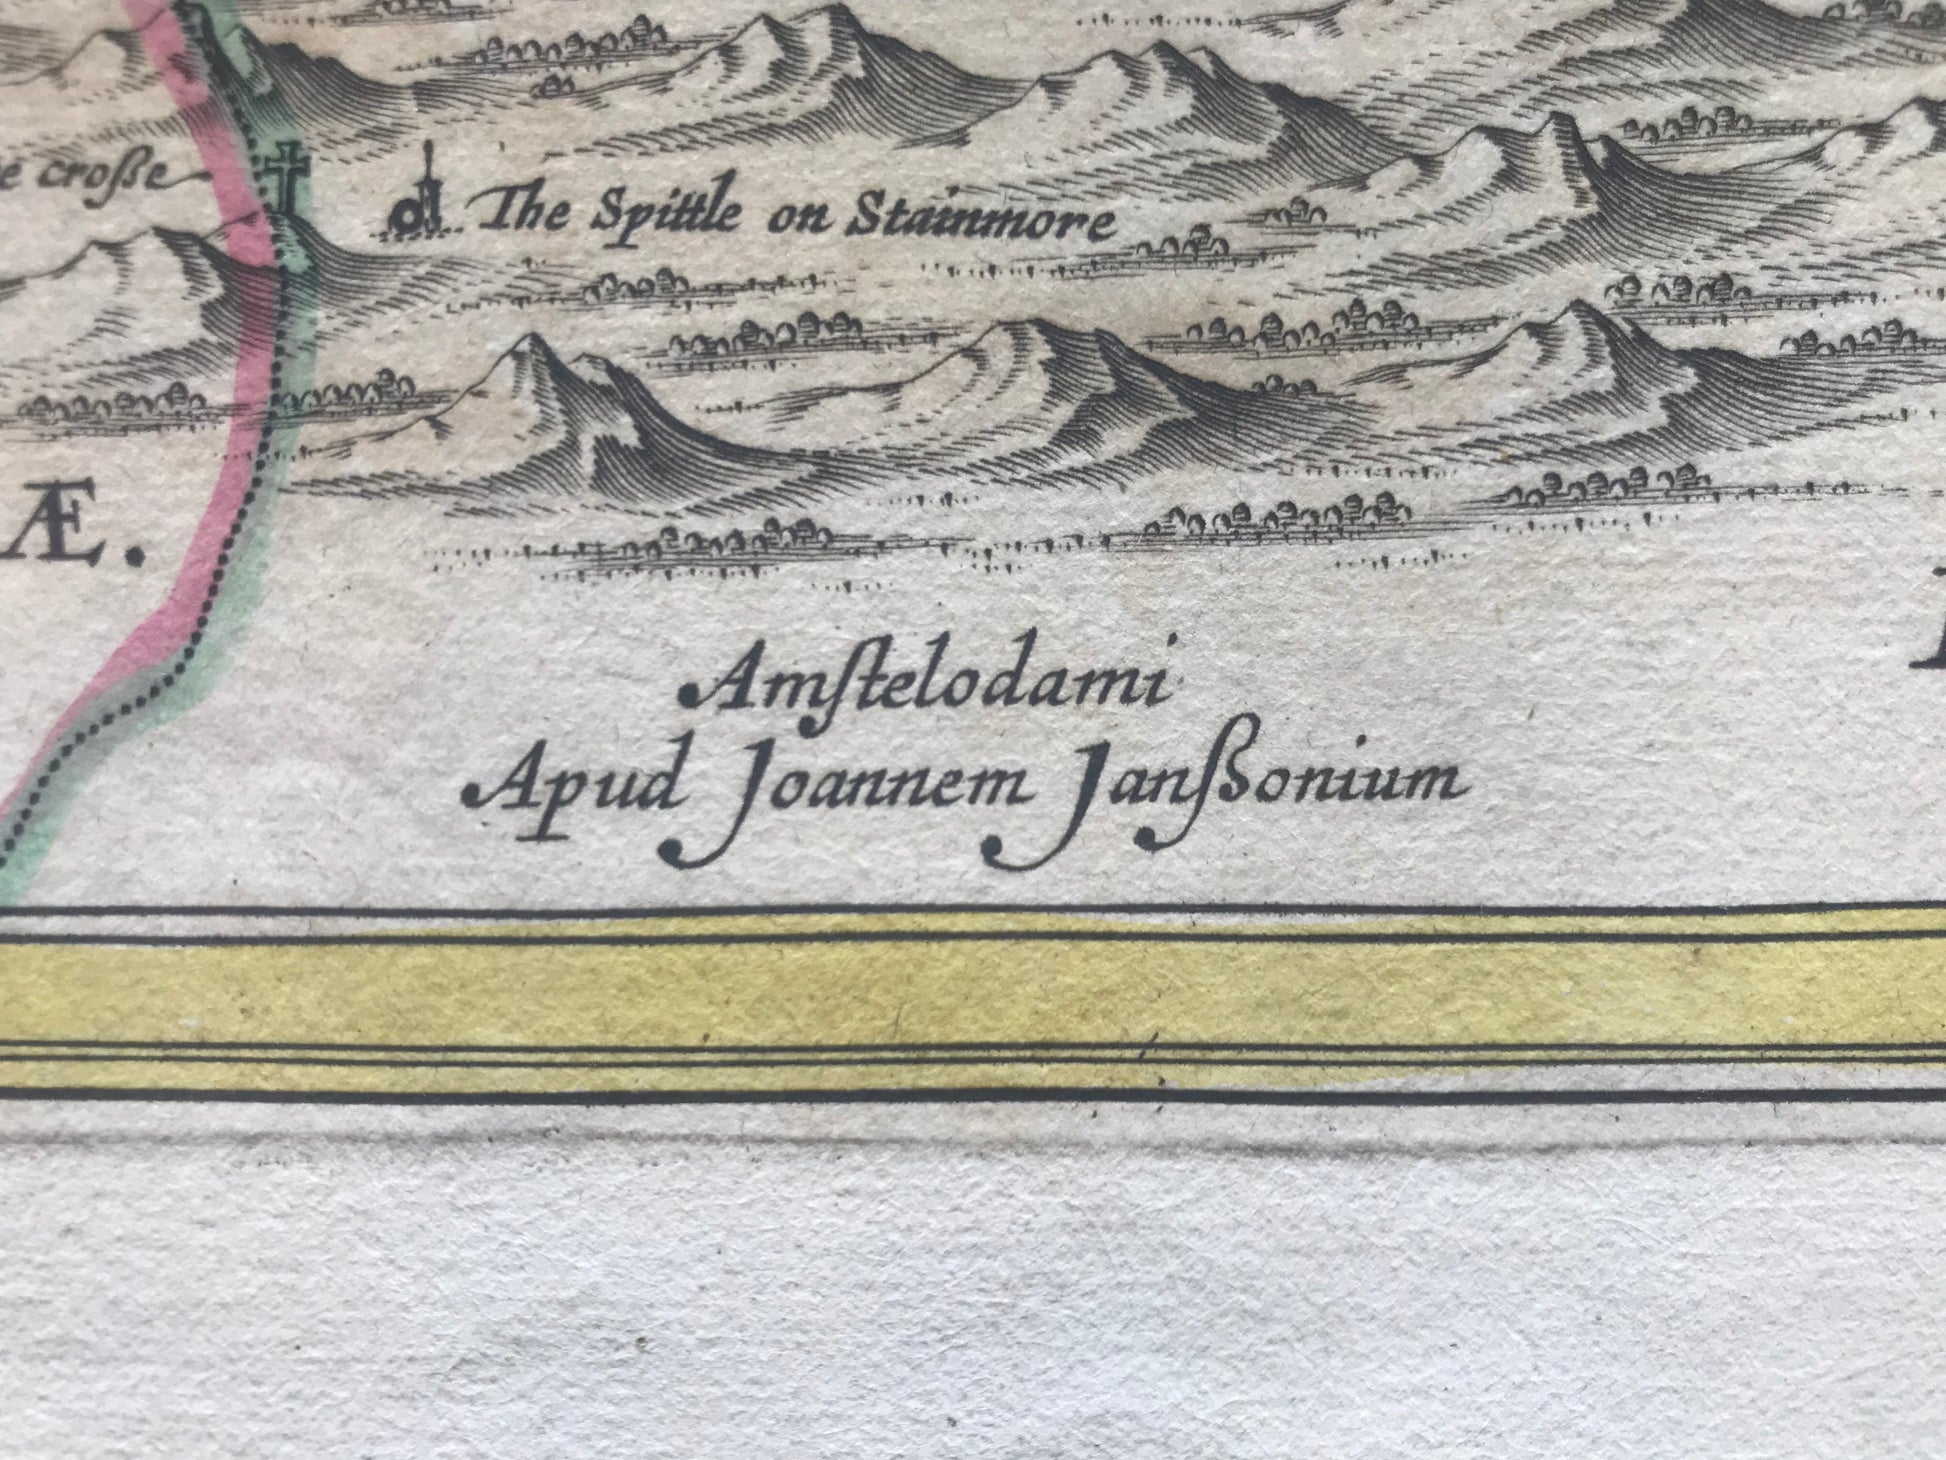 e croſse
The Spittle on Stainmore
Æ.
Amſtelodami
Apud Joannem Janſsonium